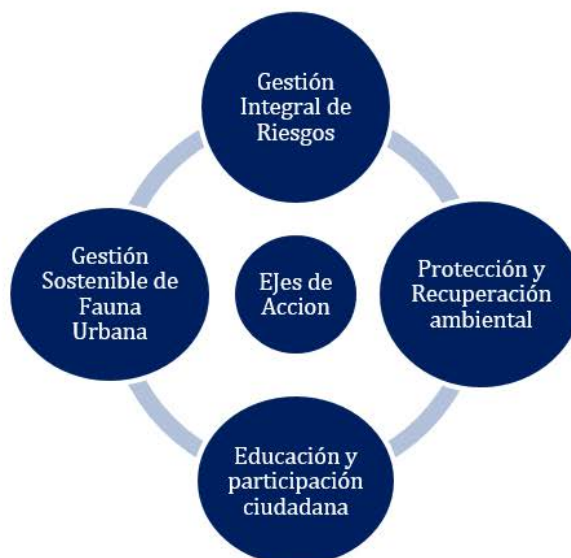 Gestión
Integral de
Riesgos
Gestión
Sostenible de
Fauna
Urbana
EJes de
Accion
Protección y
Recuperación
ambiental
Educación y
participación
ciudadana